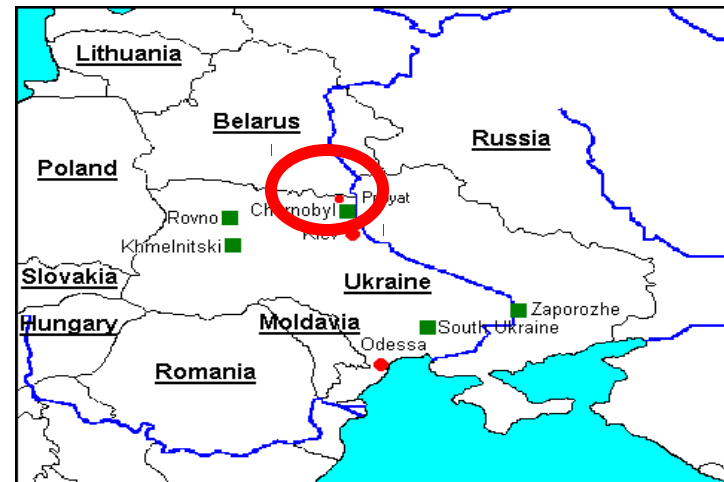 Lithuania
Belarus
Russia
Poland
Pripyat
Chernobyl
Rovno
Kiev
Khmelnitski
Slovakia
Ukraine
Zaporozhe
Hungary
Moldavia
South Ukraine
Odessa
Romania